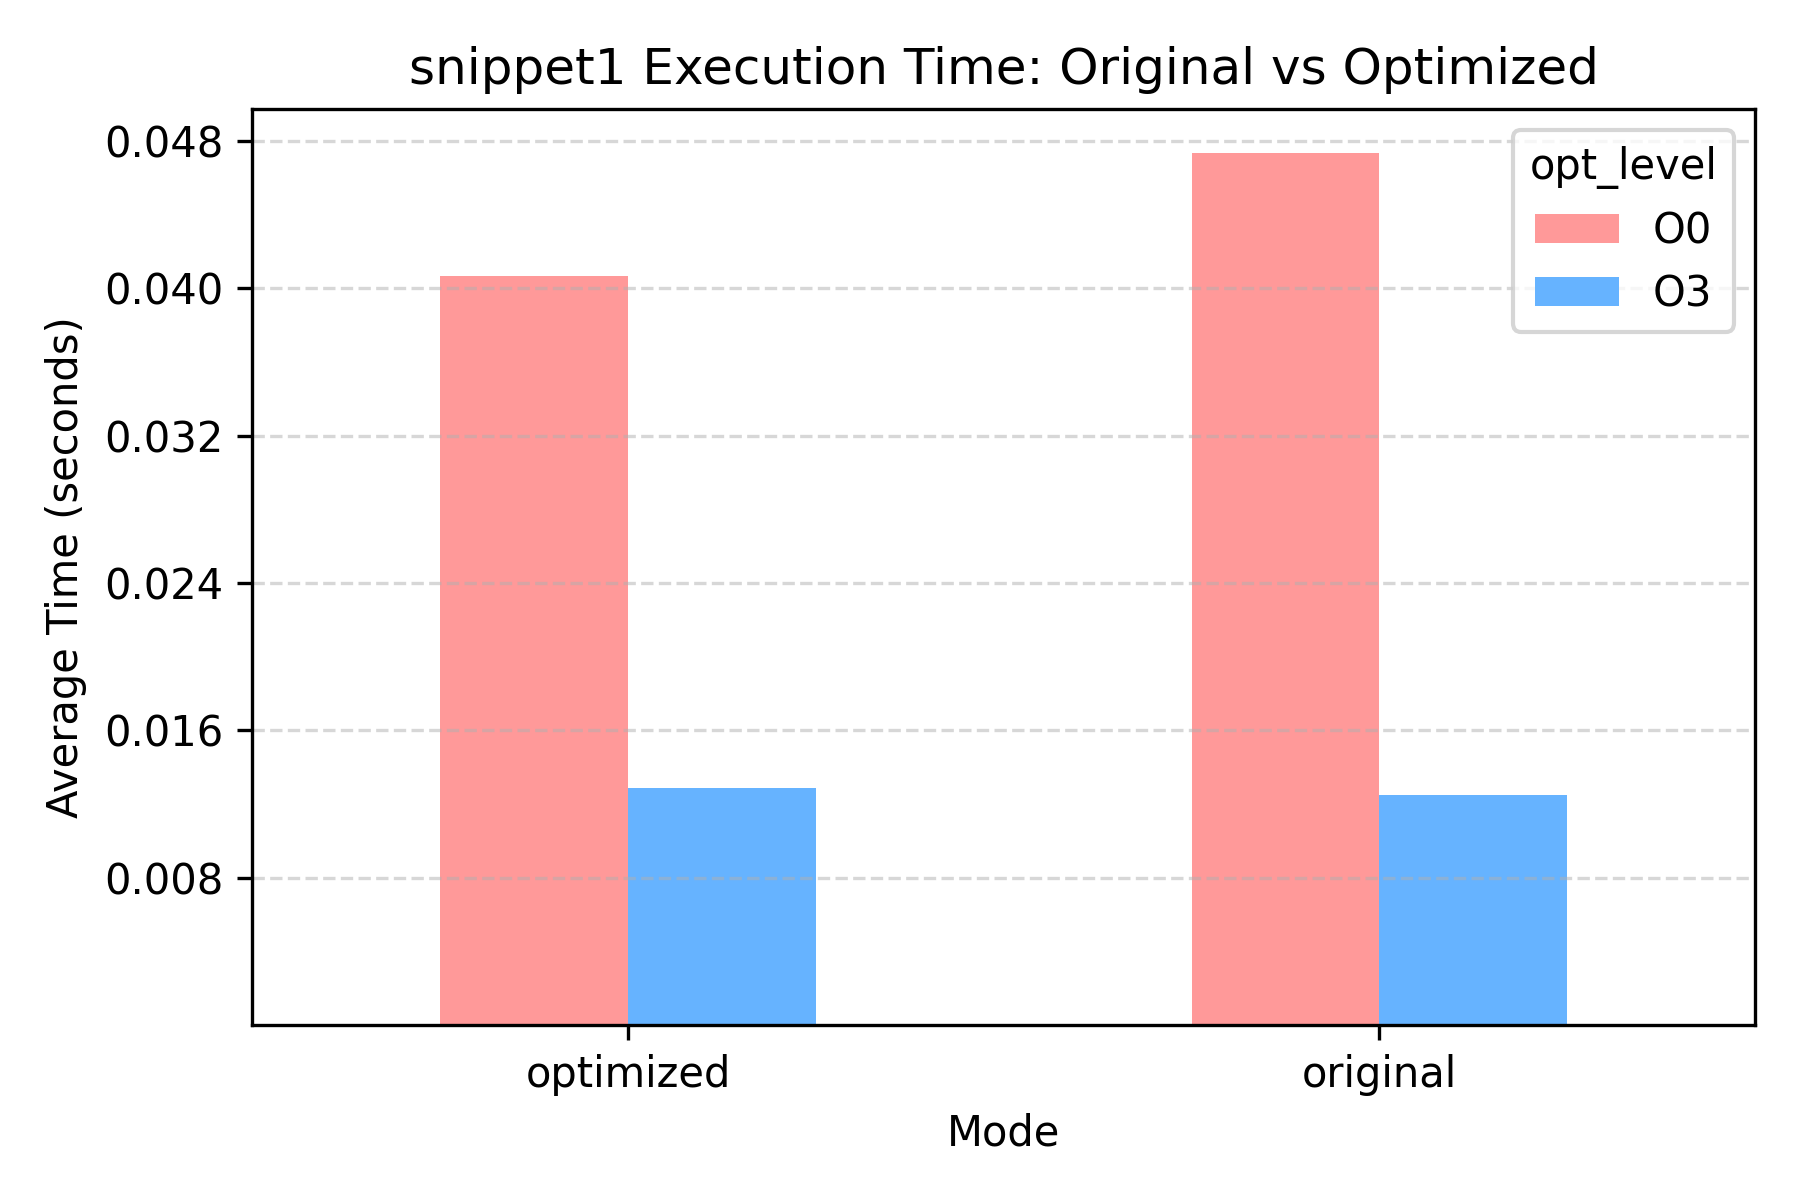 snippet1 Execution Time: Original vs Optimized
opt_level
O0
O3
0.048
0.040
0.032
0.024
0.016
0.008
Average Time (seconds)
optimized
original
Mode